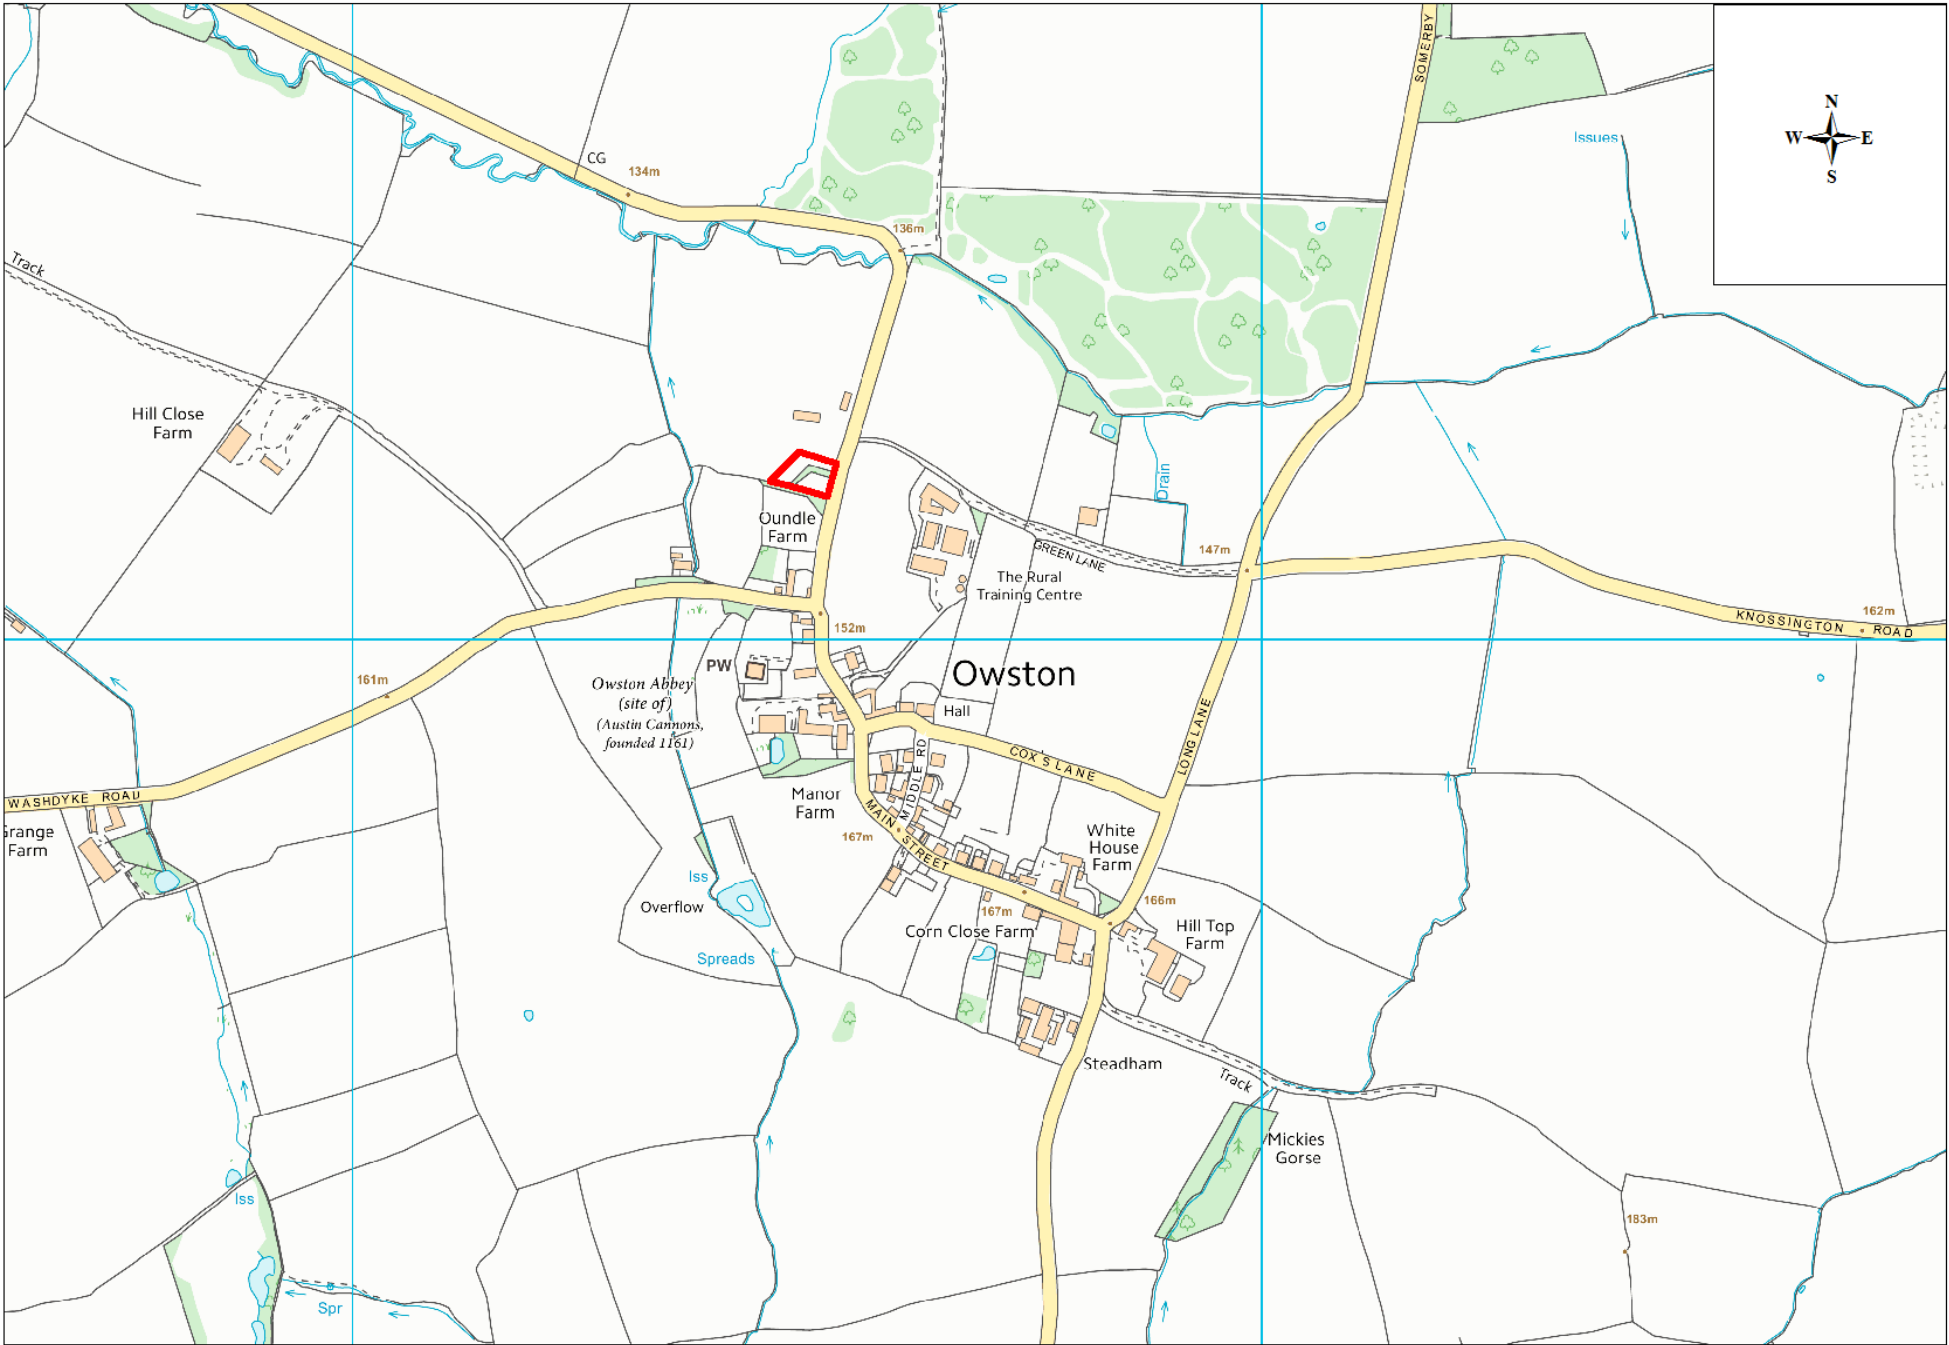 SOMERBY
N
W E
S
Issues
CG
134m
136m
Track
Hill Close
Farm
Drain
Oundle
Farm
GREEN LANE
147m
The Rural
Training Centre
162m
KNOSSINGTON ROAD
152m
PW
Owston
161m
Owston Abbey
(site of)
(Austin Cannons,
founded 1161)
Hall
LONG LANE
COX'S LANE
MIDDLE RD
WASHDYKE ROAD
Manor
Farm
MAIN STREET
167m
White
House
Farm
Grange
Farm
Iss
Overflow
166m
167m
Corn Close Farm
Hill Top
Farm
Spreads
Steadham
Track
Mickies
Gorse
Iss
183m
Spr